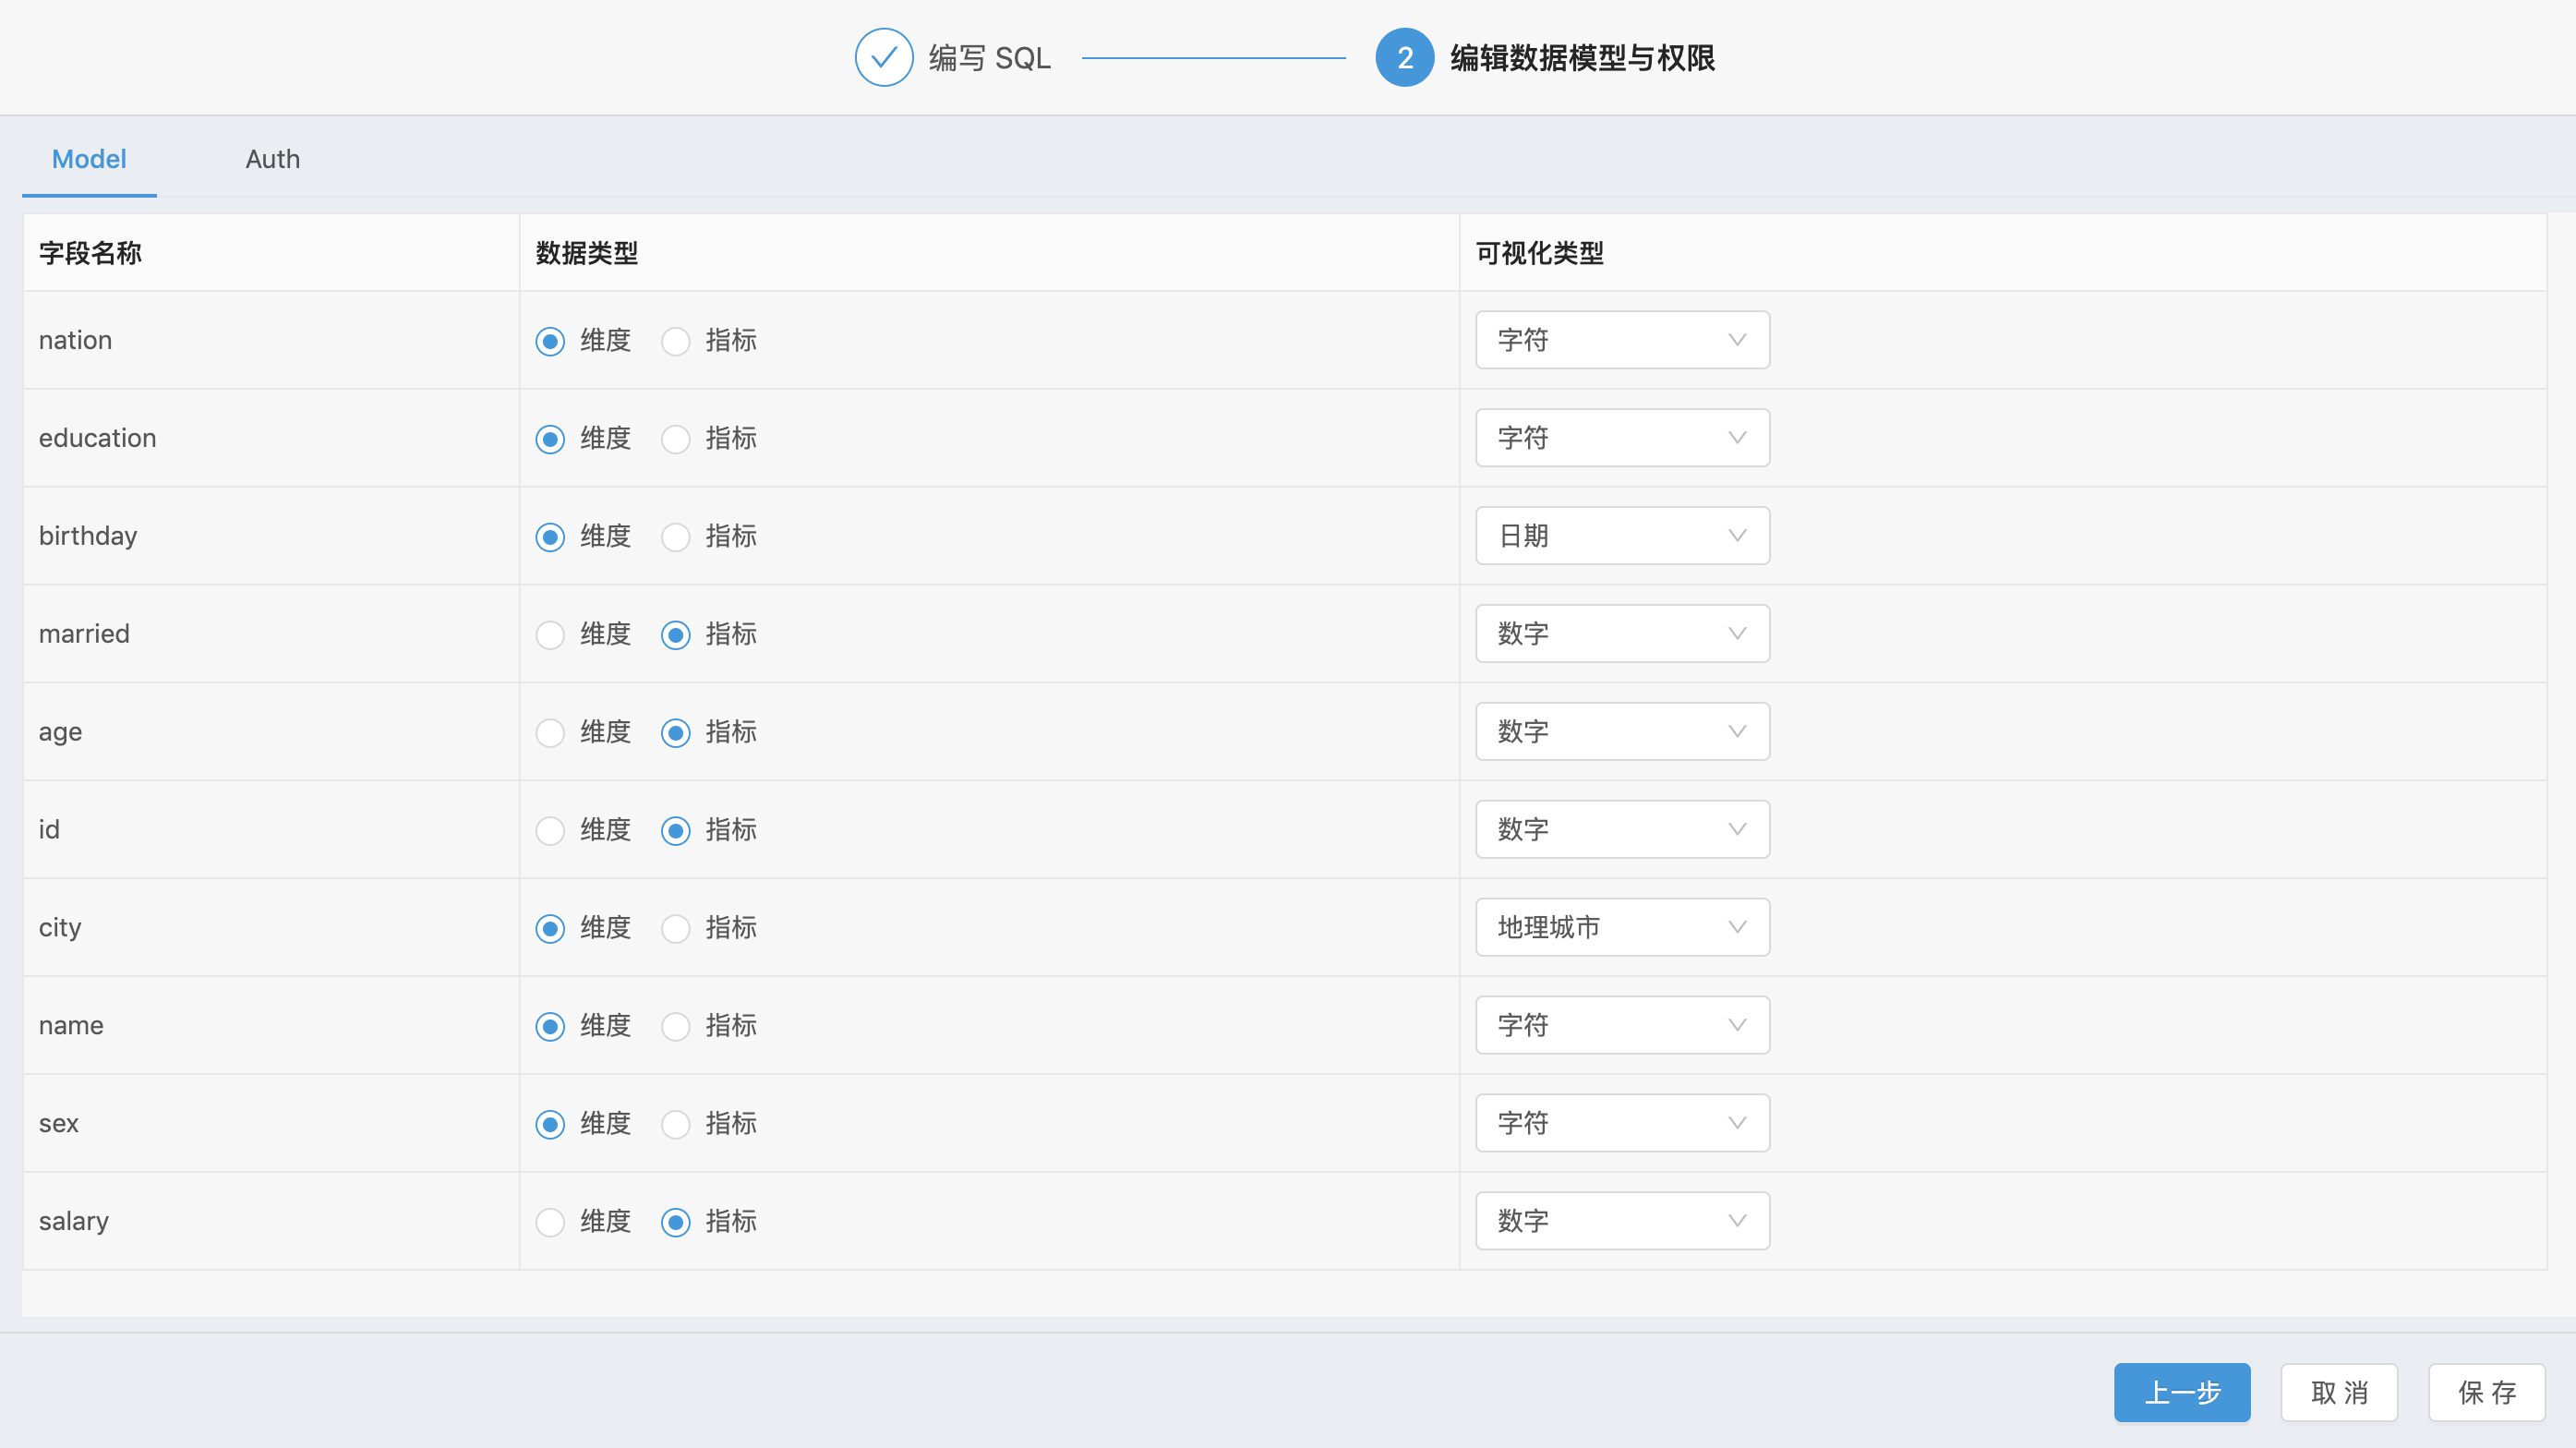 编写 SQL 2 编辑数据模型与权限
Model Auth
字段名称 数据类型 可视化类型
nation 维度 指标 字符
education 维度 指标 字符
birthday 维度 指标 日期
married 维度 指标 数字
age 维度 指标 数字
id 维度 指标 数字
city 维度 指标 地理城市
name 维度 指标 字符
sex 维度 指标 字符
salary 维度 指标 数字
上一步 取 消 保 存